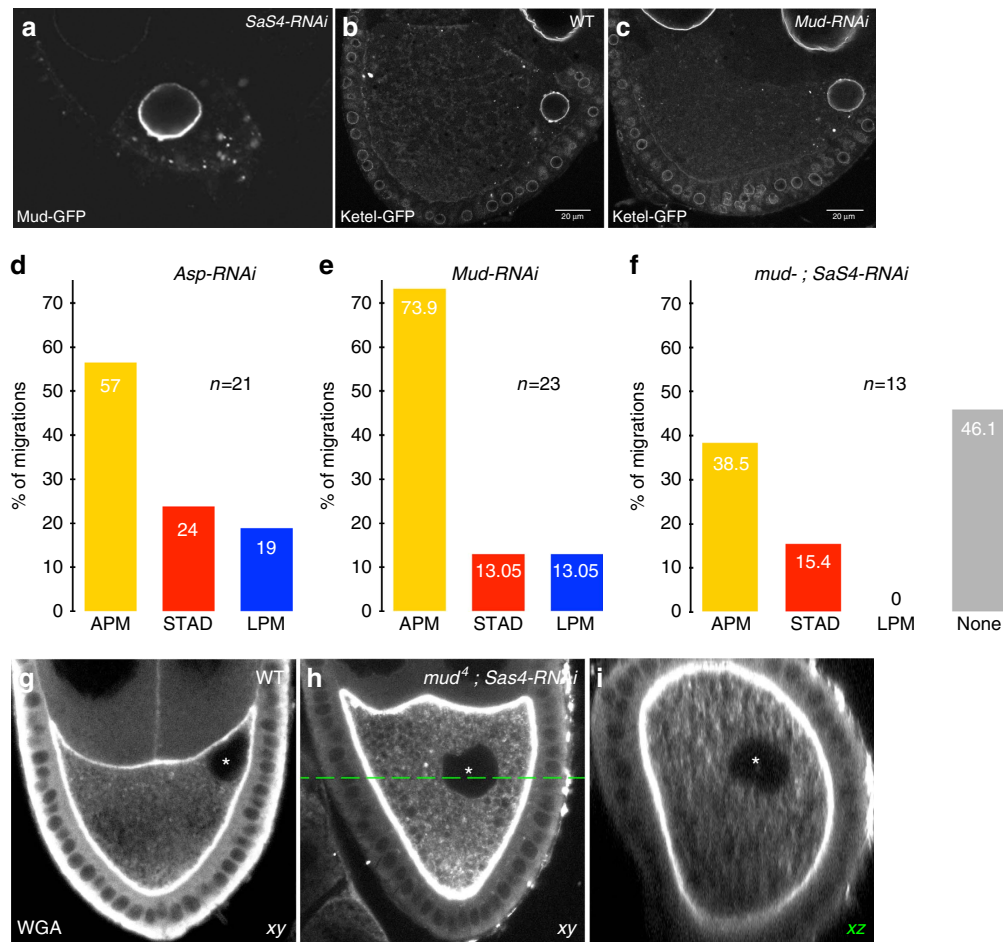 a
SaS4-RNAi
Mud-GFP
b
WT
Ketel-GFP
20 µm
c
Mud-RNAi
Ketel-GFP
20 µm
d
Asp-RNAi
% of migrations
70
60
50
40
30
20
10
0
57
24
19
n=21
APM
STAD
LPM
e
Mud-RNAi
% of migrations
70
60
50
40
30
20
10
0
73.9
13.05
13.05
n=23
APM
STAD
LPM
f
mud- ; SaS4-RNAi
% of migrations
70
60
50
40
30
20
10
0
38.5
15.4
0
46.1
n=13
APM
STAD
LPM
None
g
WT
*
WGA
xy
h
mud⁴ ; Sas4-RNAi
*
xy
i
*
xz